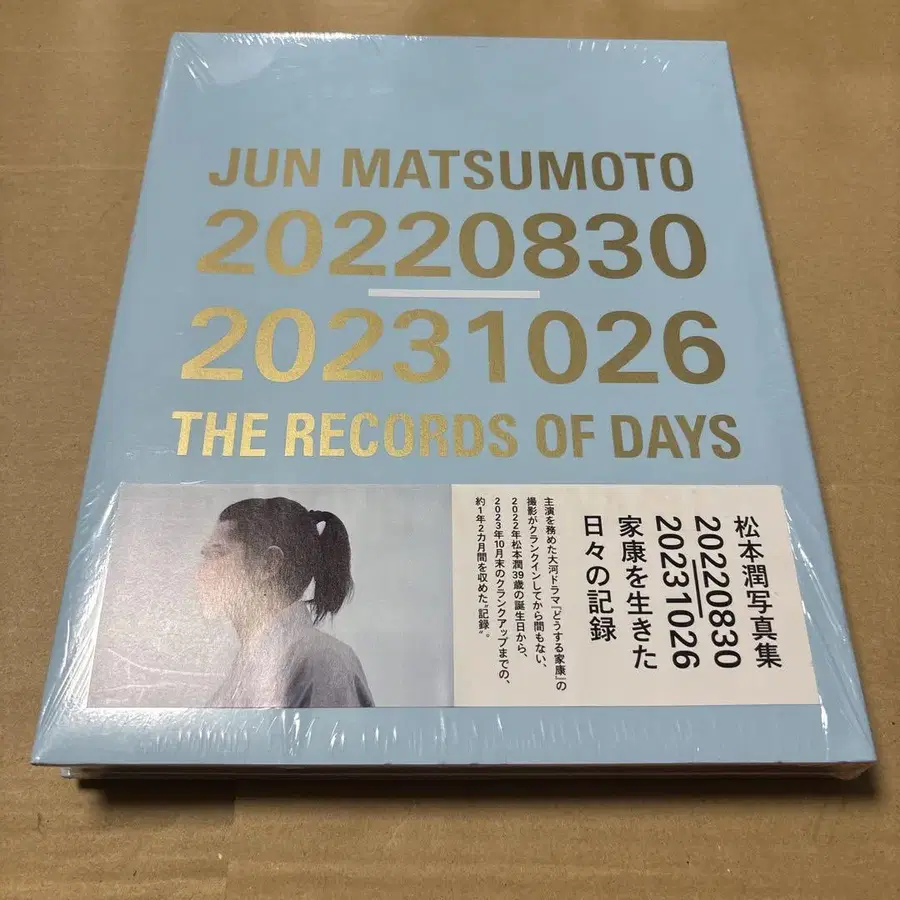 JUN MATSUMOTO
20220830
20231026
THE RECORDS OF DAYS
松本潤写真集
20220830
20231026
家康を生きた
日々の記録
主演を務めた大河ドラマ『どうする家康』の
撮影がクランクインしてから間もない、
2022年松本潤39歳の誕生日から、
2023年10月末のクランクアップまでの、
約1年2カ月間を収めた“記録”。